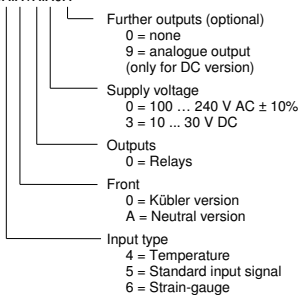 Further outputs (optional)
0 = none
9 = analogue output
(only for DC version)
Supply voltage
0 = 100 … 240 V AC ± 10%
3 = 10 ... 30 V DC
Outputs
0 = Relays
Front
0 = Kübler version
A = Neutral version
Input type
4 = Temperature
5 = Standard input signal
6 = Strain-gauge